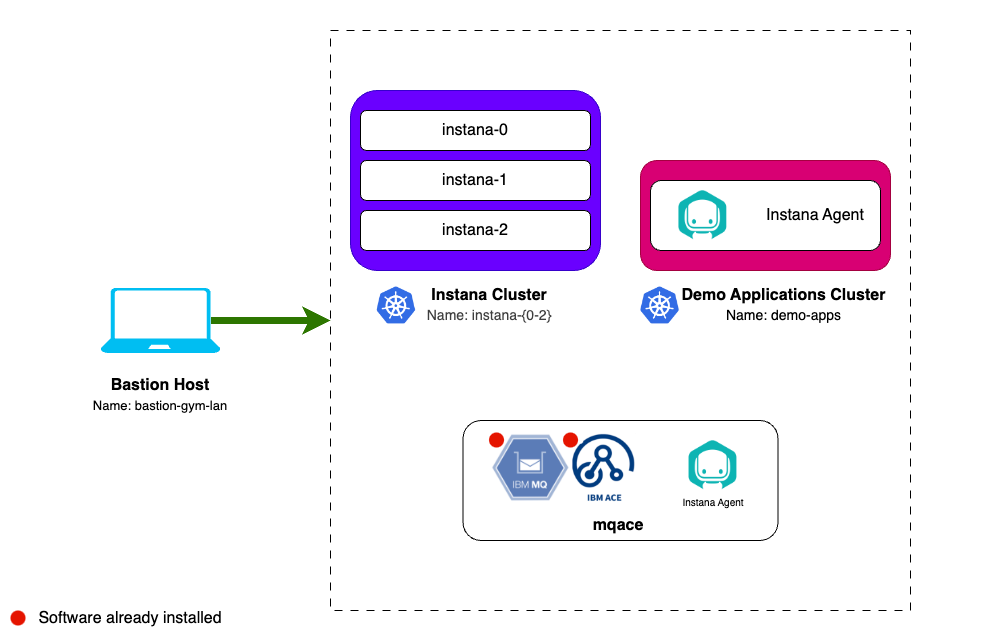 instana-0
instana-1
instana-2
Instana Agent
Instana Cluster
Name: instana-{0-2}
Demo Applications Cluster
Name: demo-apps
Bastion Host
Name: bastion-gym-lan
IBM MQ
IBM ACE
Instana Agent
mqace
Software already installed